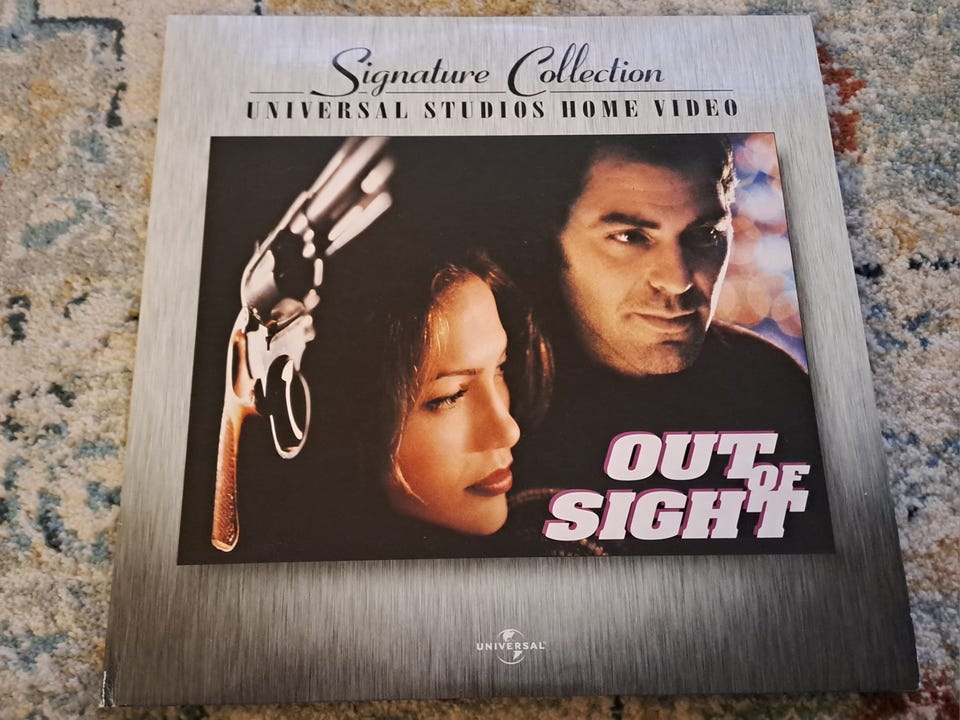 Signature Collection
UNIVERSAL STUDIOS HOME VIDEO
OUT
OF
SIGHT
UNIVERSAL